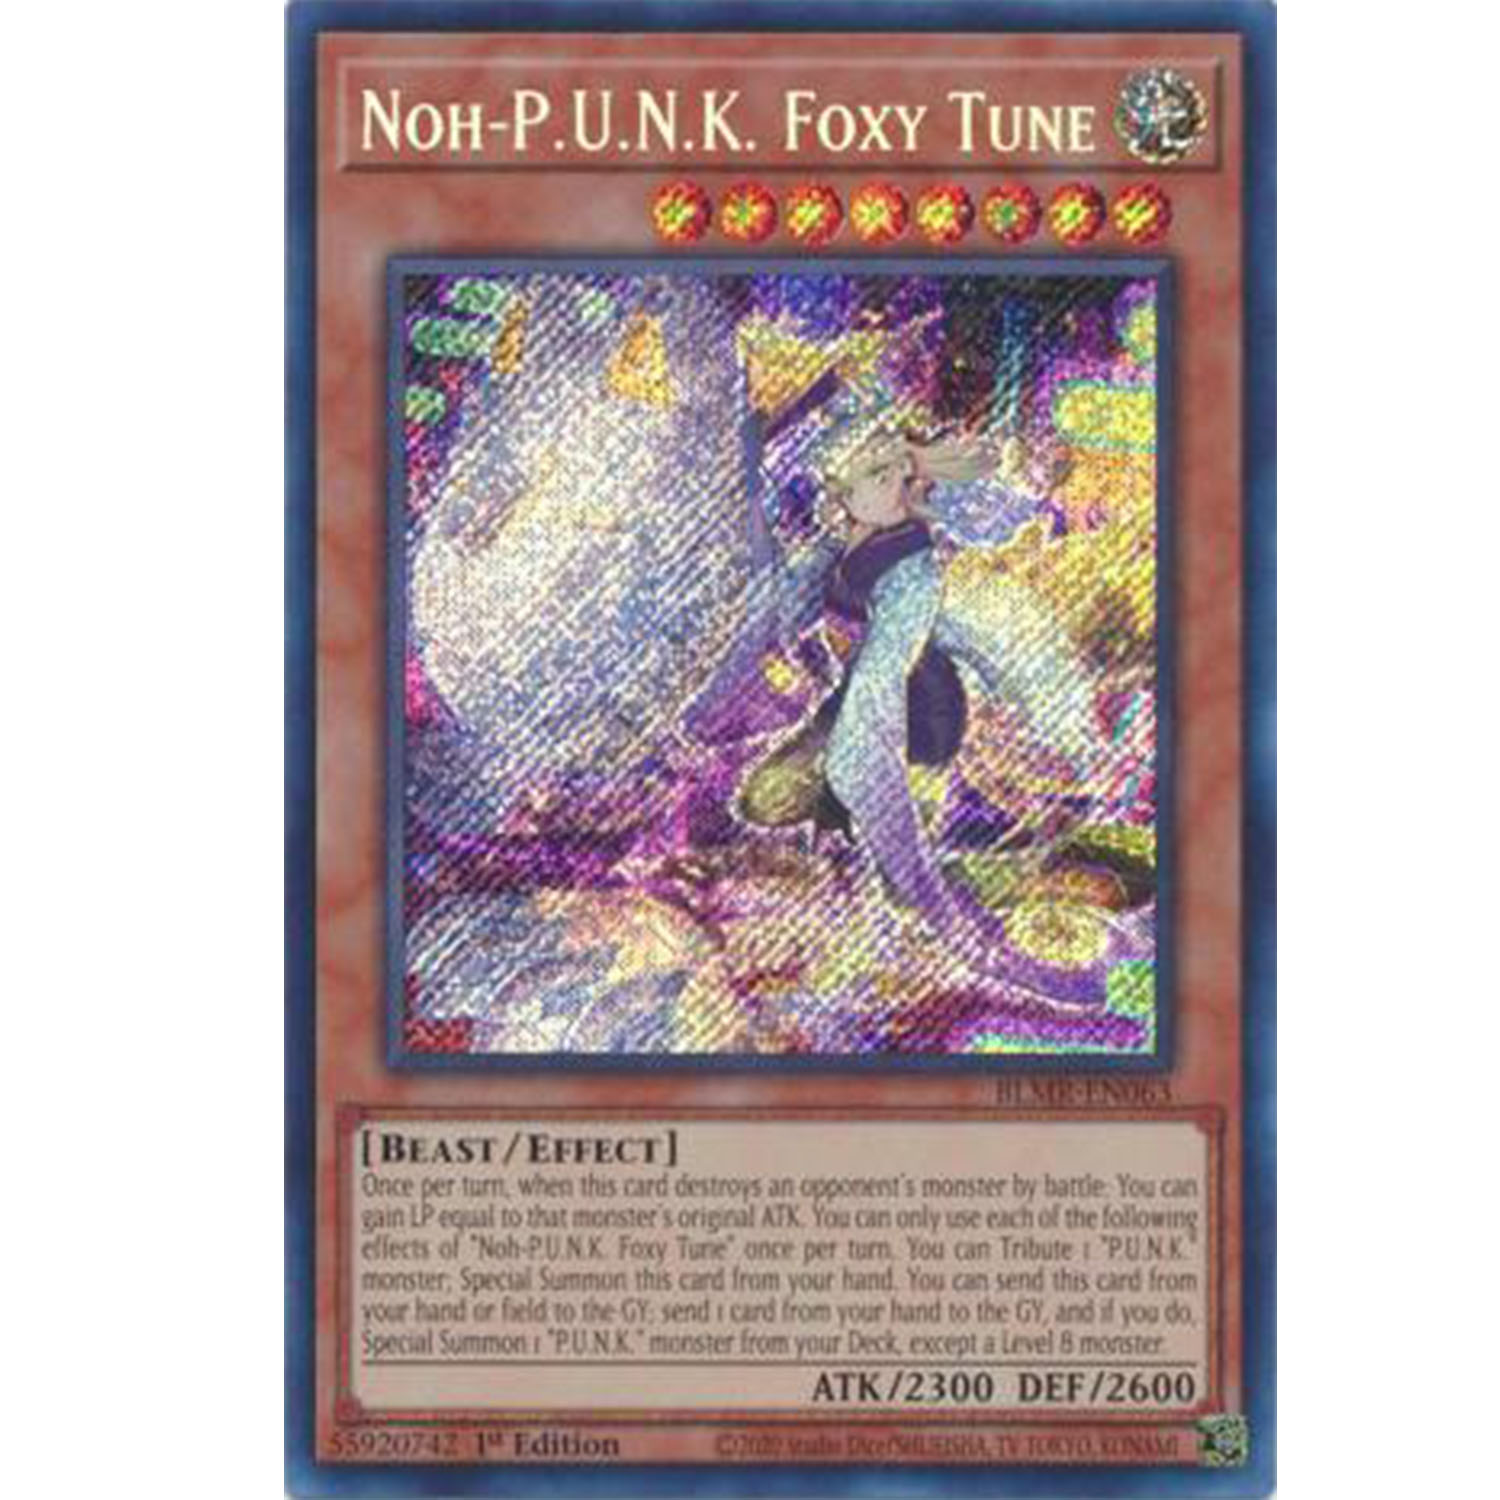 NOH-P.U.N.K. FOXY TUNE
BLMR-EN063
[BEAST/EFFECT]
Once per turn, when this card destroys an opponent's monster by battle: You can
gain LP equal to that monster's original ATK. You can only use each of the following
effects of "Noh-P.U.N.K. Foxy Tune" once per turn. You can Tribute 1 "P.U.N.K."
monster; Special Summon this card from your hand. You can send this card from
your hand or field to the GY; send 1 card from your hand to the GY, and if you do,
Special Summon 1 "P.U.N.K." monster from your Deck, except a Level 8 monster.
ATK/2300 DEF/2600
55920742 1st Edition ©2020 Studio Dice/SHUEISHA, TV TOKYO, KONAMI